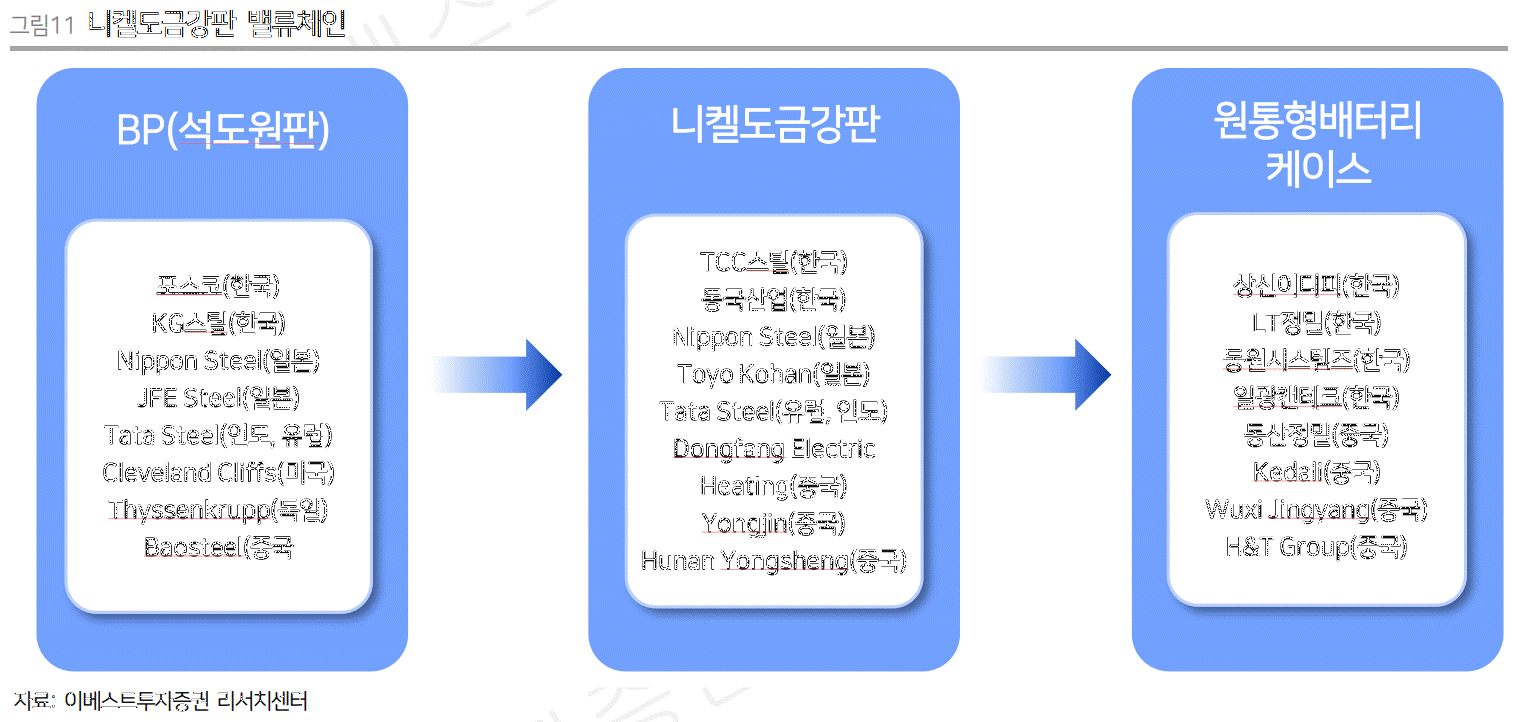 그림11 니켈도금강판 밸류체인
BP(석도원판)
포스코(한국)
KG스틸(한국)
Nippon Steel(일본)
JFE Steel(일본)
Tata Steel(인도, 유럽)
Cleveland Cliffs(미국)
Thyssenkrupp(독일)
Baosteel(중국
니켈도금강판
TCC스틸(한국)
동국산업(한국)
Nippon Steel(일본)
Toyo Kohan(일본)
Tata Steel(유럽, 인도)
Dongfang Electric
Heating(중국)
Yongjin(중국)
Hunan Yongsheng(중국)
원통형배터리
케이스
상신이디피(한국)
LT정밀(한국)
동원시스템즈(한국)
일광캔테크(한국)
동산정밀(중국)
Kedali(중국)
Wuxi Jingyang(중국)
H&T Group(중국)
자료: 이베스트투자증권 리서치센터